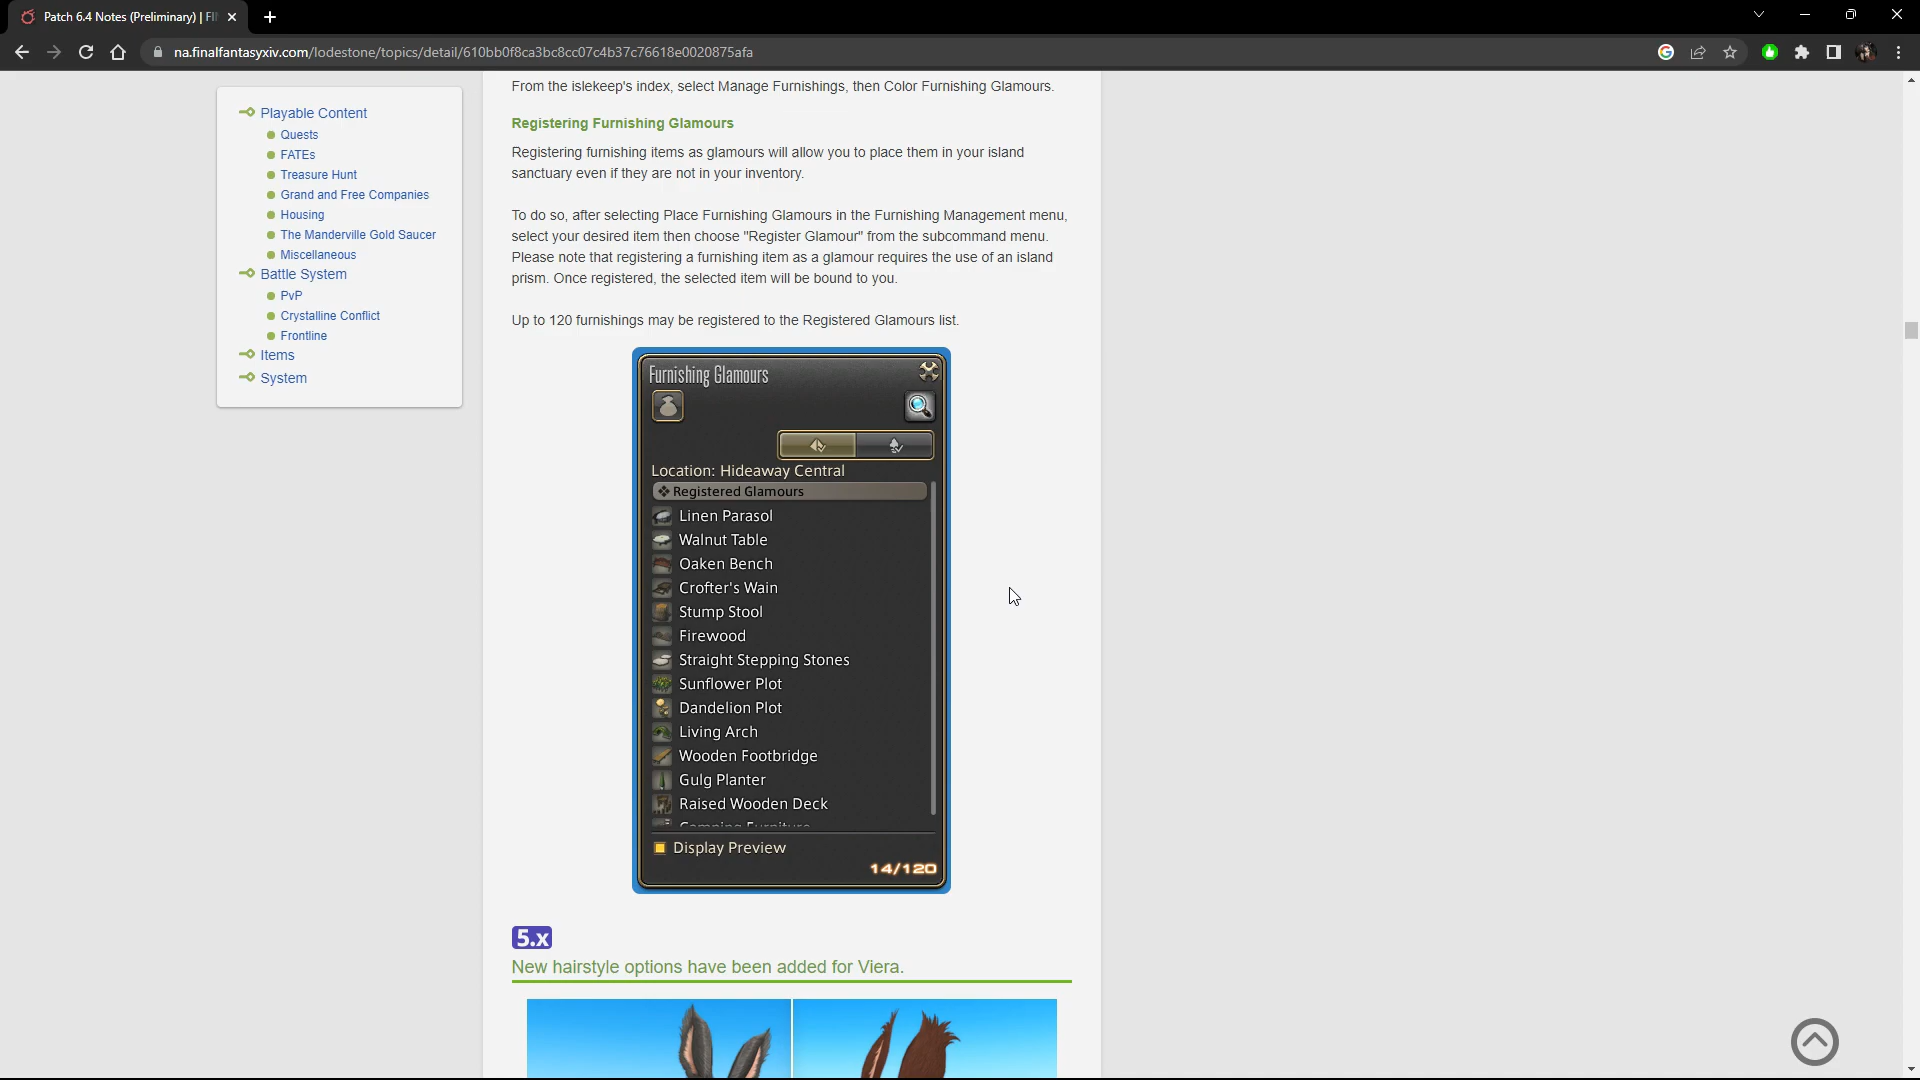 Patch 6.4 Notes (Preliminary) | FI
na.finalfantasyxiv.com/lodestone/topics/detail/610bb0f8ca3bc8cc07c4b37c76618e0020875afa
Playable Content
Quests
FATEs
Treasure Hunt
Grand and Free Companies
Housing
The Manderville Gold Saucer
Miscellaneous
Battle System
PvP
Crystalline Conflict
Frontline
Items
System
From the islekeep's index, select Manage Furnishings, then Color Furnishing Glamours.
Registering Furnishing Glamours
Registering furnishing items as glamours will allow you to place them in your island
sanctuary even if they are not in your inventory.
To do so, after selecting Place Furnishing Glamours in the Furnishing Management menu,
select your desired item then choose "Register Glamour" from the subcommand menu.
Please note that registering a furnishing item as a glamour requires the use of an island
prism. Once registered, the selected item will be bound to you.
Up to 120 furnishings may be registered to the Registered Glamours list.
Furnishing Glamours
Location: Hideaway Central
Registered Glamours
Linen Parasol
Walnut Table
Oaken Bench
Crofter's Wain
Stump Stool
Firewood
Straight Stepping Stones
Sunflower Plot
Dandelion Plot
Living Arch
Wooden Footbridge
Gulg Planter
Raised Wooden Deck
Camping Furniture
Display Preview
14/120
5.x
New hairstyle options have been added for Viera.